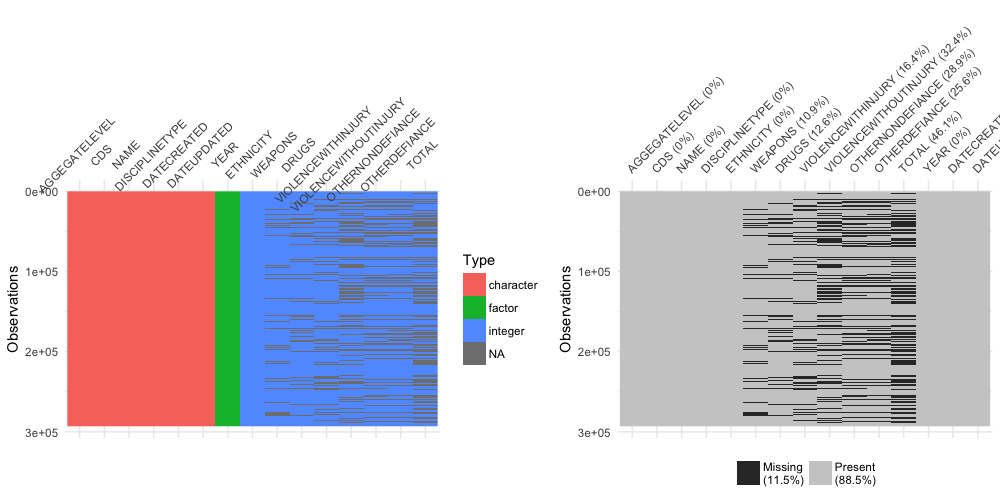 AGGEGATELEVEL
CDS
NAME
DISCIPLINETYPE
DATECREATED
DATEUPDATED
YEAR
ETHNICITY
WEAPONS
DRUGS
VIOLENCEWITHINJURY
VIOLENCEWITHOUTINJURY
OTHERNONDEFIANCE
OTHERDEFIANCE
TOTAL
0e+00
1e+05
2e+05
3e+05
Observations
Type
character
factor
integer
NA
AGGEGATELEVEL (0%)
CDS (0%)
NAME (0%)
DISCIPLINETYPE (0%)
ETHNICITY (0%)
WEAPONS (10.9%)
DRUGS (12.6%)
VIOLENCEWITHINJURY (16.4%)
VIOLENCEWITHOUTINJURY (32.4%)
OTHERNONDEFIANCE (28.9%)
OTHERDEFIANCE (25.6%)
TOTAL (46.1%)
YEAR (0%)
DATECREAT
DATEU
0e+00
1e+05
2e+05
3e+05
Observations
Missing
(11.5%)
Present
(88.5%)